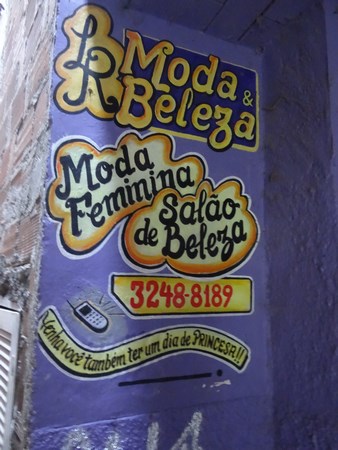 LR Moda &
Beleza
Moda
Feminina
Salão
de Beleza
3248-8189
Venha você também ter um dia de PRINCESA!!